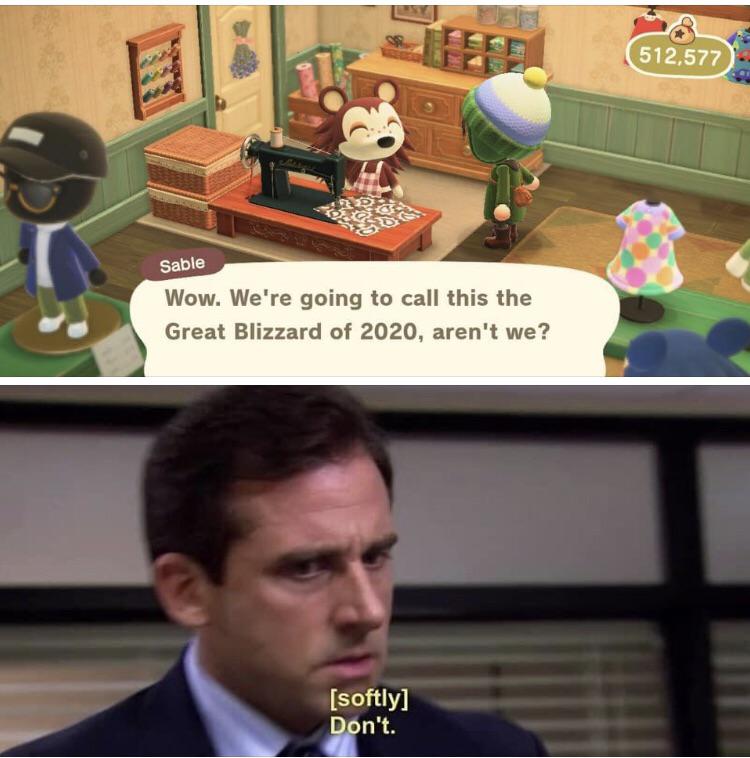 512,577
Sable
Wow. We're going to call this the
Great Blizzard of 2020, aren't we?
[softly]
Don't.